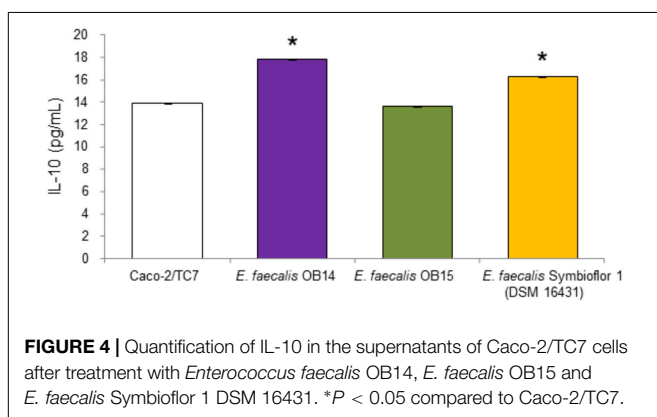 20
18
16
14
12
10
8
6
4
2
0
IL-10 (pg/mL)
* *
Caco-2/TC7 E. faecalis OB14 E. faecalis OB15 E. faecalis Symbioflor 1
(DSM 16431)
FIGURE 4 | Quantification of IL-10 in the supernatants of Caco-2/TC7 cells
after treatment with Enterococcus faecalis OB14, E. faecalis OB15 and
E. faecalis Symbioflor 1 DSM 16431. *P < 0.05 compared to Caco-2/TC7.